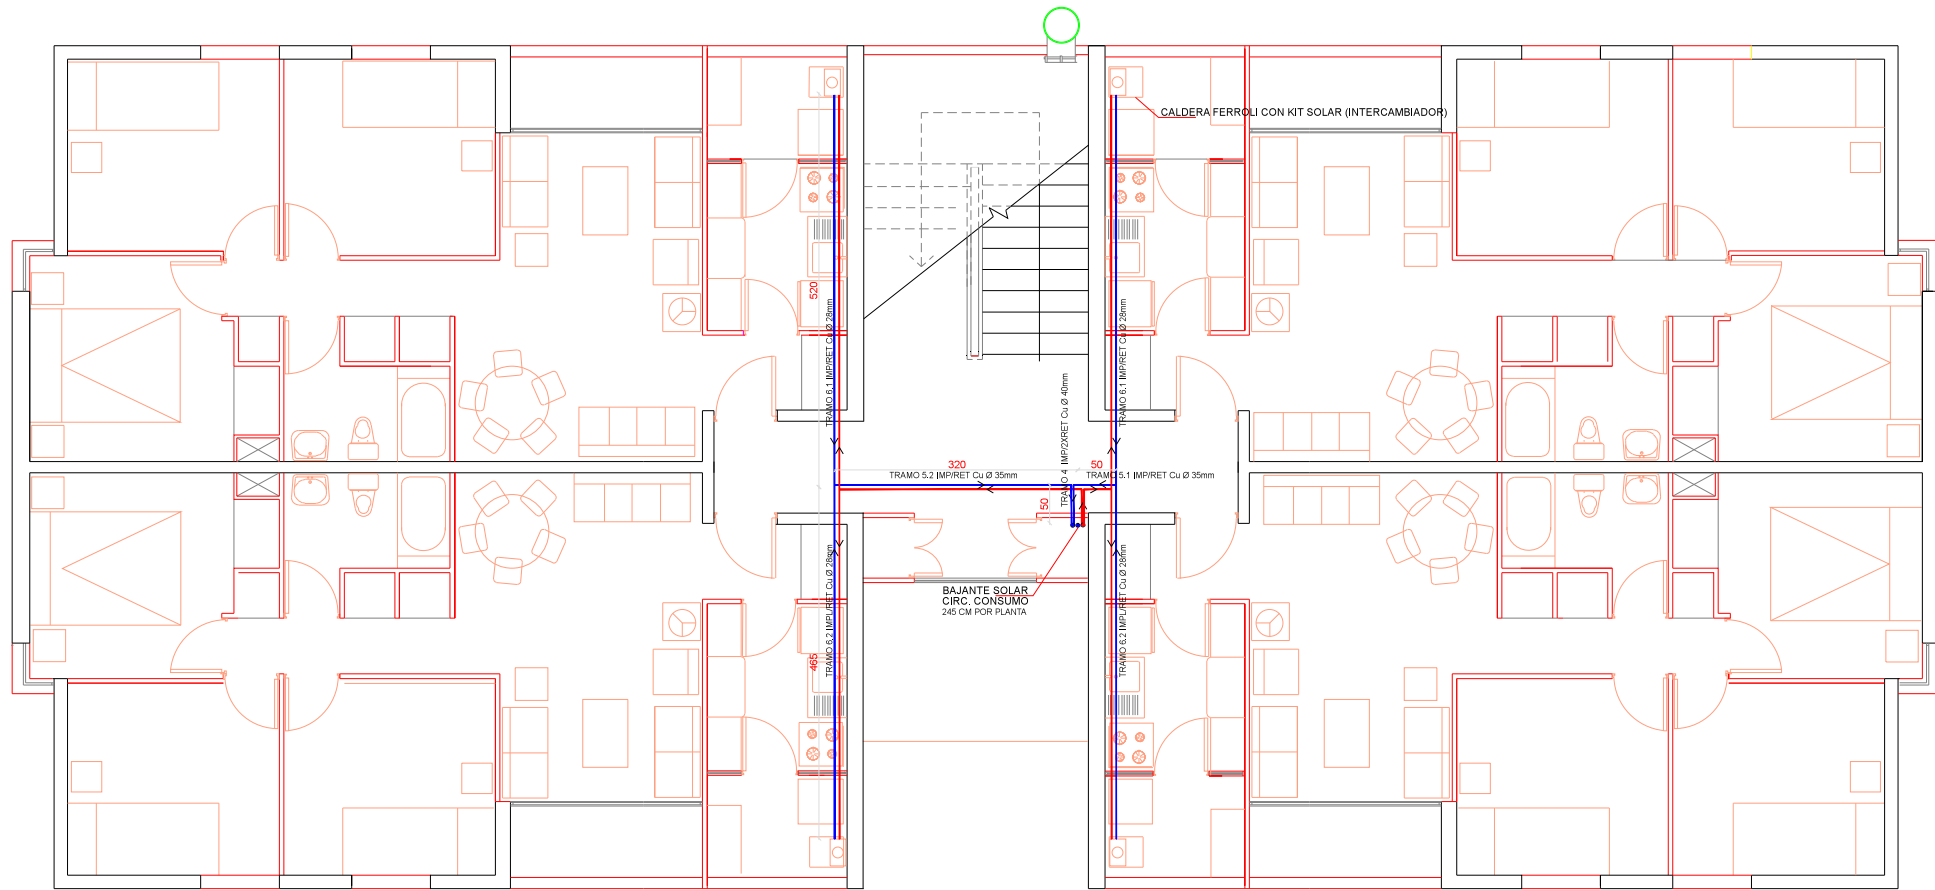 CALDERA FERROLI CON KIT SOLAR (INTERCAMBIADOR)
520
TRAMO 6.1 IMP/RET Cu Ø 28mm
TRAMO 6.1 IMP/RET Cu Ø 28mm
TRAMO 4 IMP/2XRET Cu Ø 40mm
320
50
TRAMO 5.2 IMP/RET Cu Ø 35mm
TRAMO 5.1 IMP/RET Cu Ø 35mm
50
TRAMO 6.2 IMPL/RET Cu Ø 28mm
TRAMO 6.2 IMPL/RET Cu Ø 28mm
BAJANTE SOLAR
CIRC. CONSUMO
245 CM POR PLANTA
465